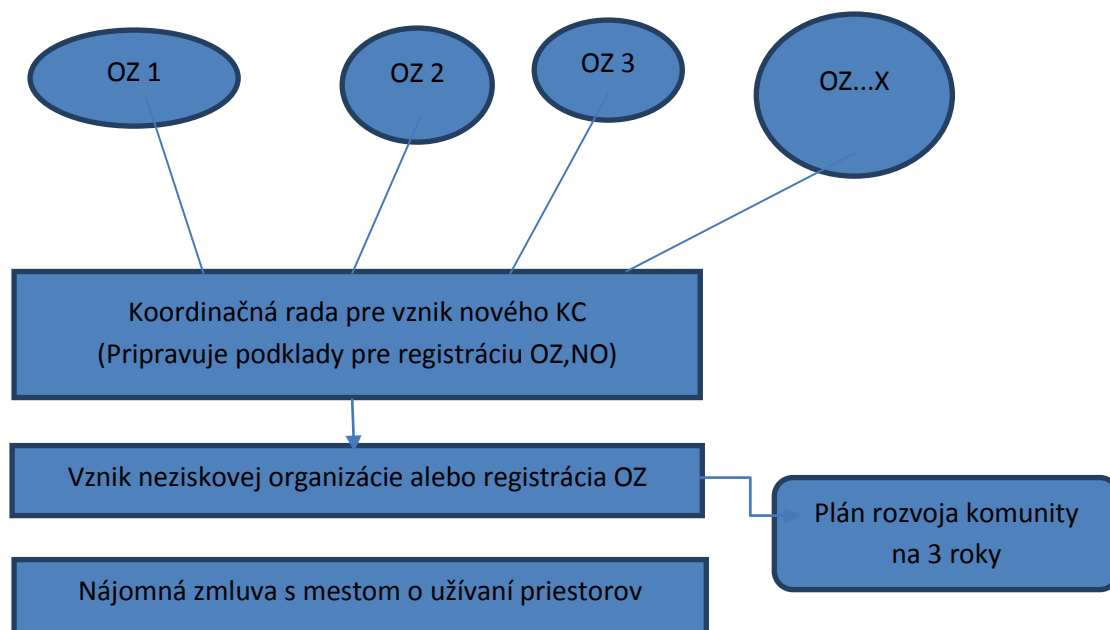 OZ 1
OZ 2
OZ 3
OZ...X
Koordinačná rada pre vznik nového KC
(Pripravuje podklady pre registráciu OZ,NO)
Vznik neziskovej organizácie alebo registrácia OZ
Plán rozvoja komunity
na 3 roky
Nájomná zmluva s mestom o užívaní priestorov